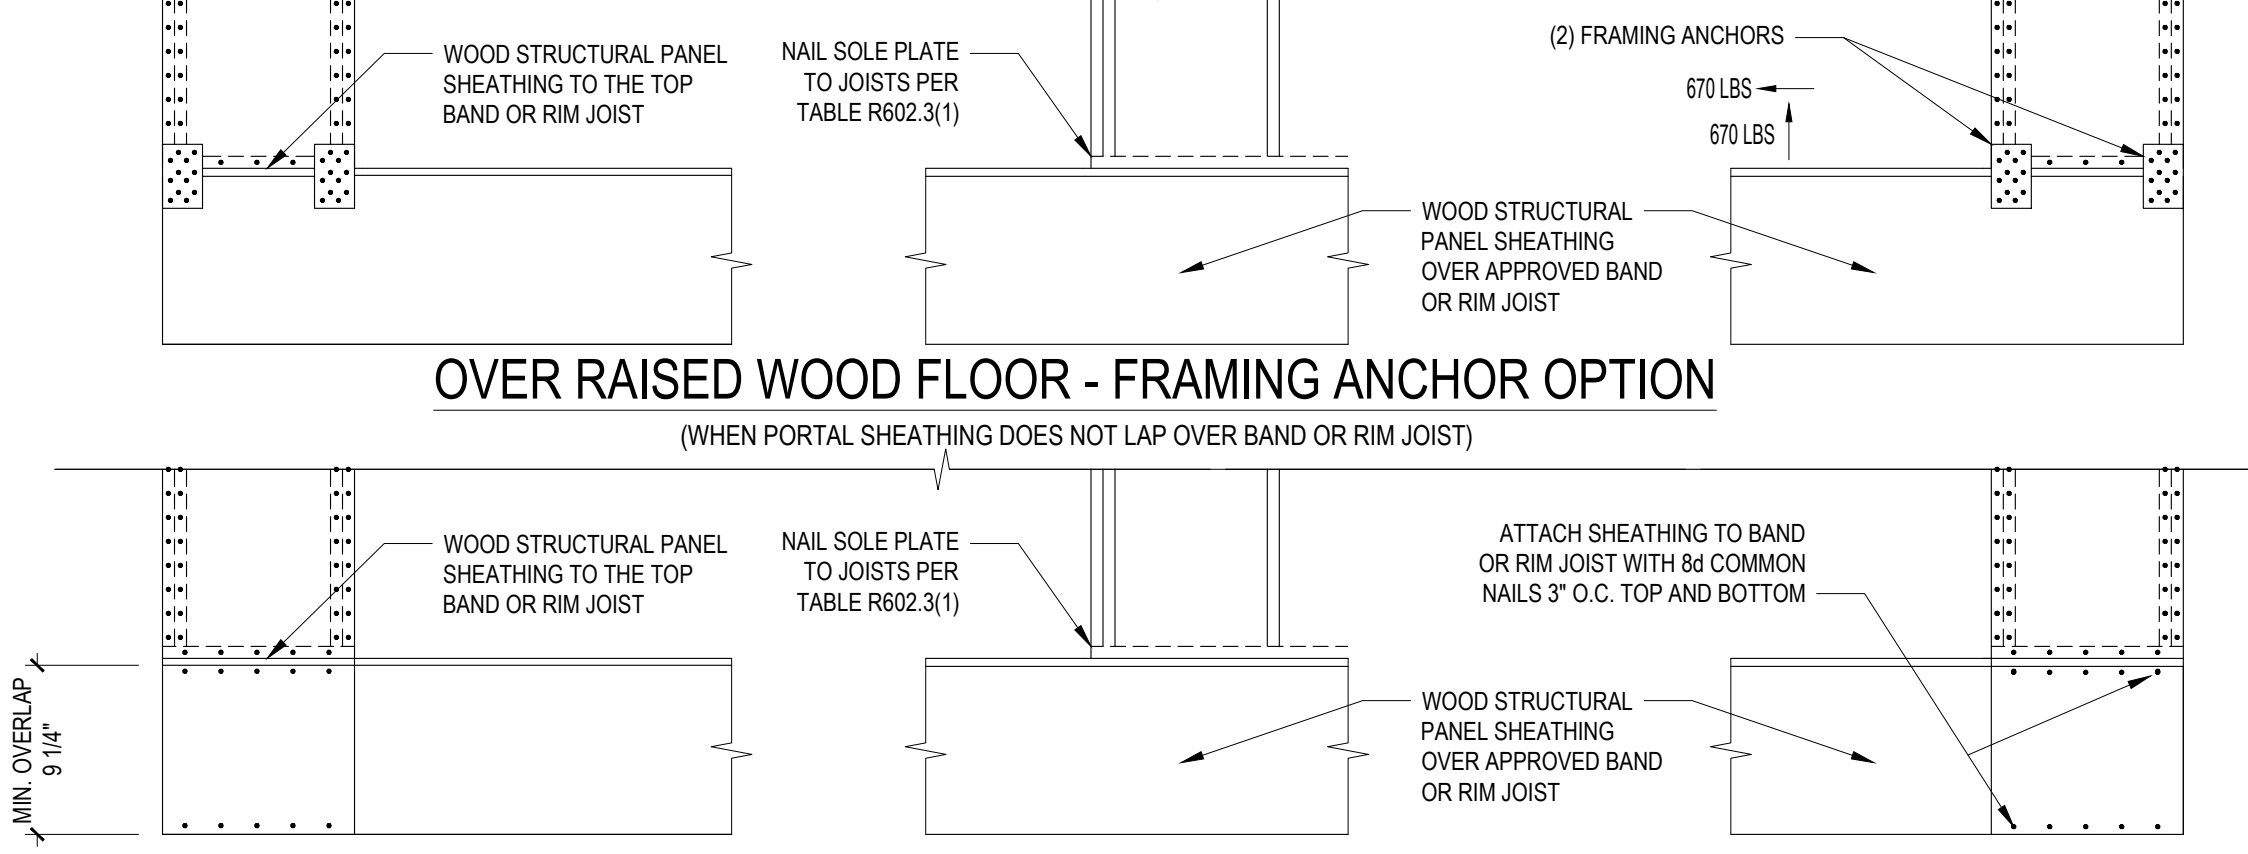 WOOD STRUCTURAL PANEL
SHEATHING TO THE TOP
BAND OR RIM JOIST
NAIL SOLE PLATE
TO JOISTS PER
TABLE R602.3(1)
(2) FRAMING ANCHORS
670 LBS
670 LBS
WOOD STRUCTURAL
PANEL SHEATHING
OVER APPROVED BAND
OR RIM JOIST
OVER RAISED WOOD FLOOR - FRAMING ANCHOR OPTION
(WHEN PORTAL SHEATHING DOES NOT LAP OVER BAND OR RIM JOIST)
WOOD STRUCTURAL PANEL
SHEATHING TO THE TOP
BAND OR RIM JOIST
NAIL SOLE PLATE
TO JOISTS PER
TABLE R602.3(1)
ATTACH SHEATHING TO BAND
OR RIM JOIST WITH 8d COMMON
NAILS 3" O.C. TOP AND BOTTOM
WOOD STRUCTURAL
PANEL SHEATHING
OVER APPROVED BAND
OR RIM JOIST
MIN. OVERLAP
9 1/4"